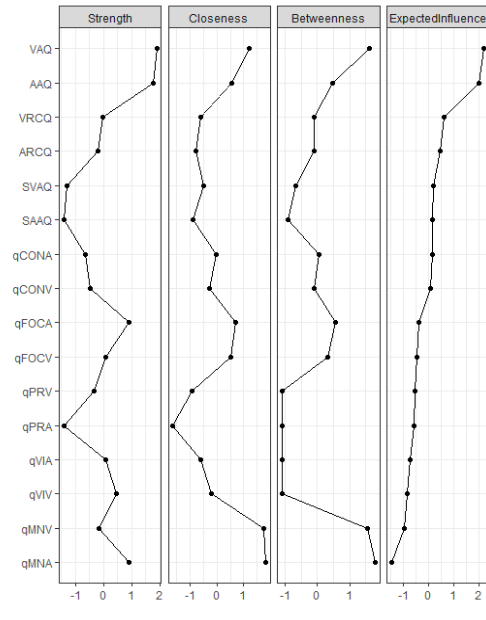 Strength Closeness Betweenness ExpectedInfluence
VAQ
AAQ
VRCQ
ARCQ
SVAQ
SAAQ
qCONA
qCONV
qFOCA
qFOCV
qPRV
qPRA
qVIA
qVIV
qMNV
qMNA
-1 0 1 2 -1 0 1 -1 0 1 -1 0 1 2